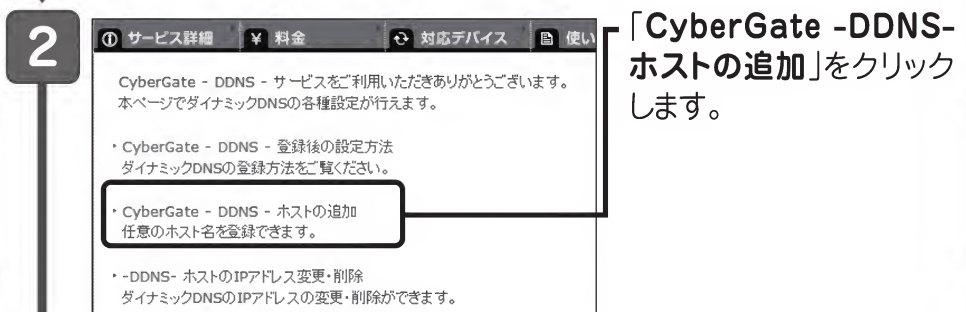 2
サービス詳細 ¥ 料金 対応デバイス 使い
CyberGate - DDNS - サービスをご利用いただきありがとうございます。
本ページでダイナミックDNSの各種設定が行えます。
・CyberGate - DDNS - 登録後の設定方法
ダイナミックDNSの登録方法をご覧ください。
・CyberGate - DDNS - ホストの追加
任意のホスト名を登録できます。
・-DDNS- ホストのIPアドレス変更・削除
ダイナミックDNSのIPアドレスの変更・削除ができます。
「CyberGate -DDNS-
ホストの追加」をクリック
します。